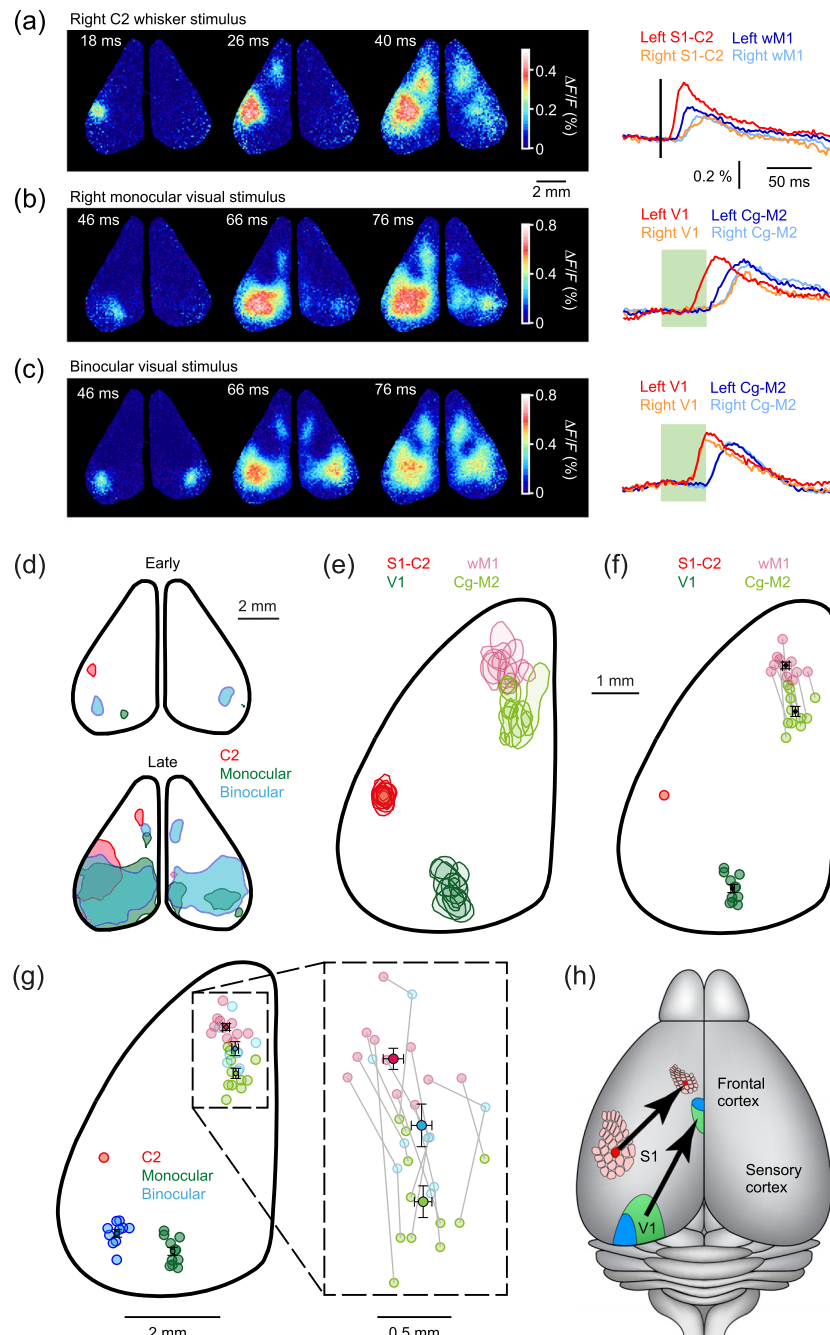 (a) Right C2 whisker stimulus
18 ms 26 ms 40 ms
0.4
0.2
0
ΔF/F (%)
2 mm
Left S1-C2 Left wM1
Right S1-C2 Right wM1
0.2 %
50 ms
(b) Right monocular visual stimulus
46 ms 66 ms 76 ms
0.8
0.4
0
ΔF/F (%)
Left V1 Left Cg-M2
Right V1 Right Cg-M2
(c) Binocular visual stimulus
46 ms 66 ms 76 ms
0.8
0.4
0
ΔF/F (%)
Left V1 Left Cg-M2
Right V1 Right Cg-M2
(d)
Early
2 mm
Late
C2
Monocular
Binocular
(e)
S1-C2 wM1
V1 Cg-M2
(f)
S1-C2 wM1
V1 Cg-M2
1 mm
(g)
C2
Monocular
Binocular
2 mm
0.5 mm
(h)
Frontal
cortex
S1
Sensory
cortex
V1